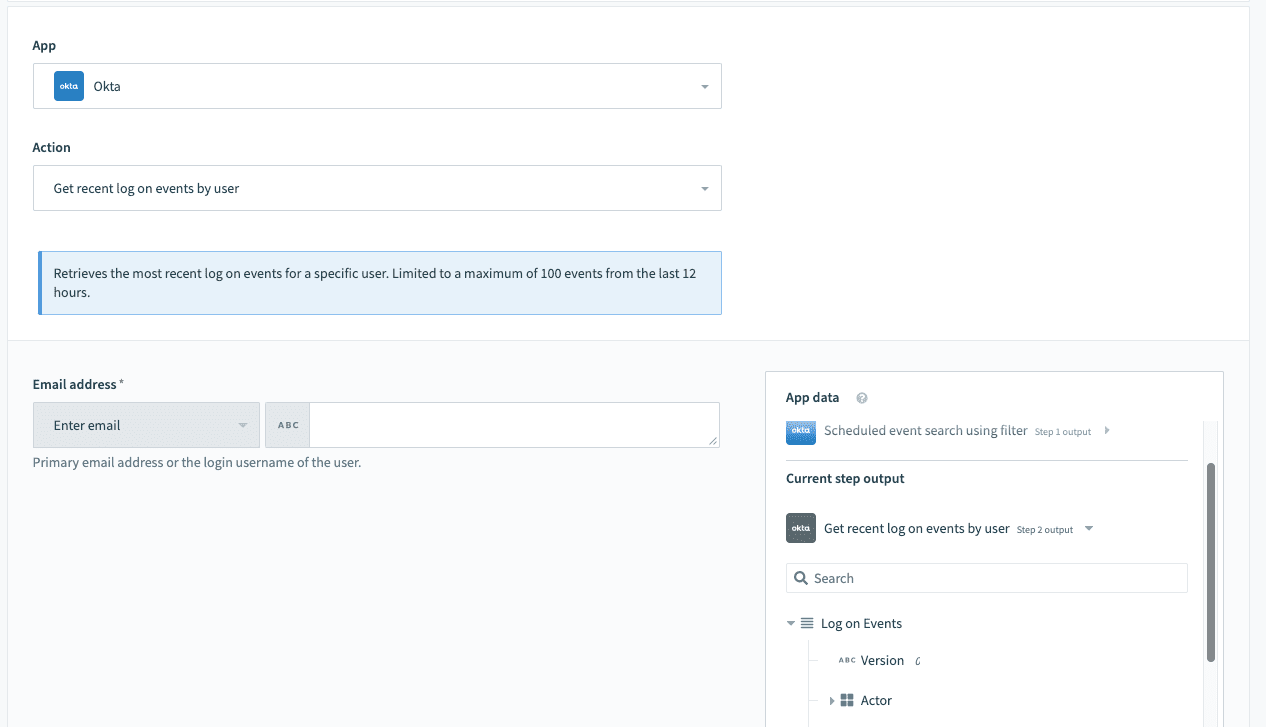 App
okta Okta
Action
Get recent log on events by user
Retrieves the most recent log on events for a specific user. Limited to a maximum of 100 events from the last 12
hours.
Email address*
Enter email
ABC
Primary email address or the login username of the user.
App data ?
okta Scheduled event search using filter Step 1 output
Current step output
okta Get recent log on events by user Step 2 output
Search
Log on Events
ABC Version
Actor